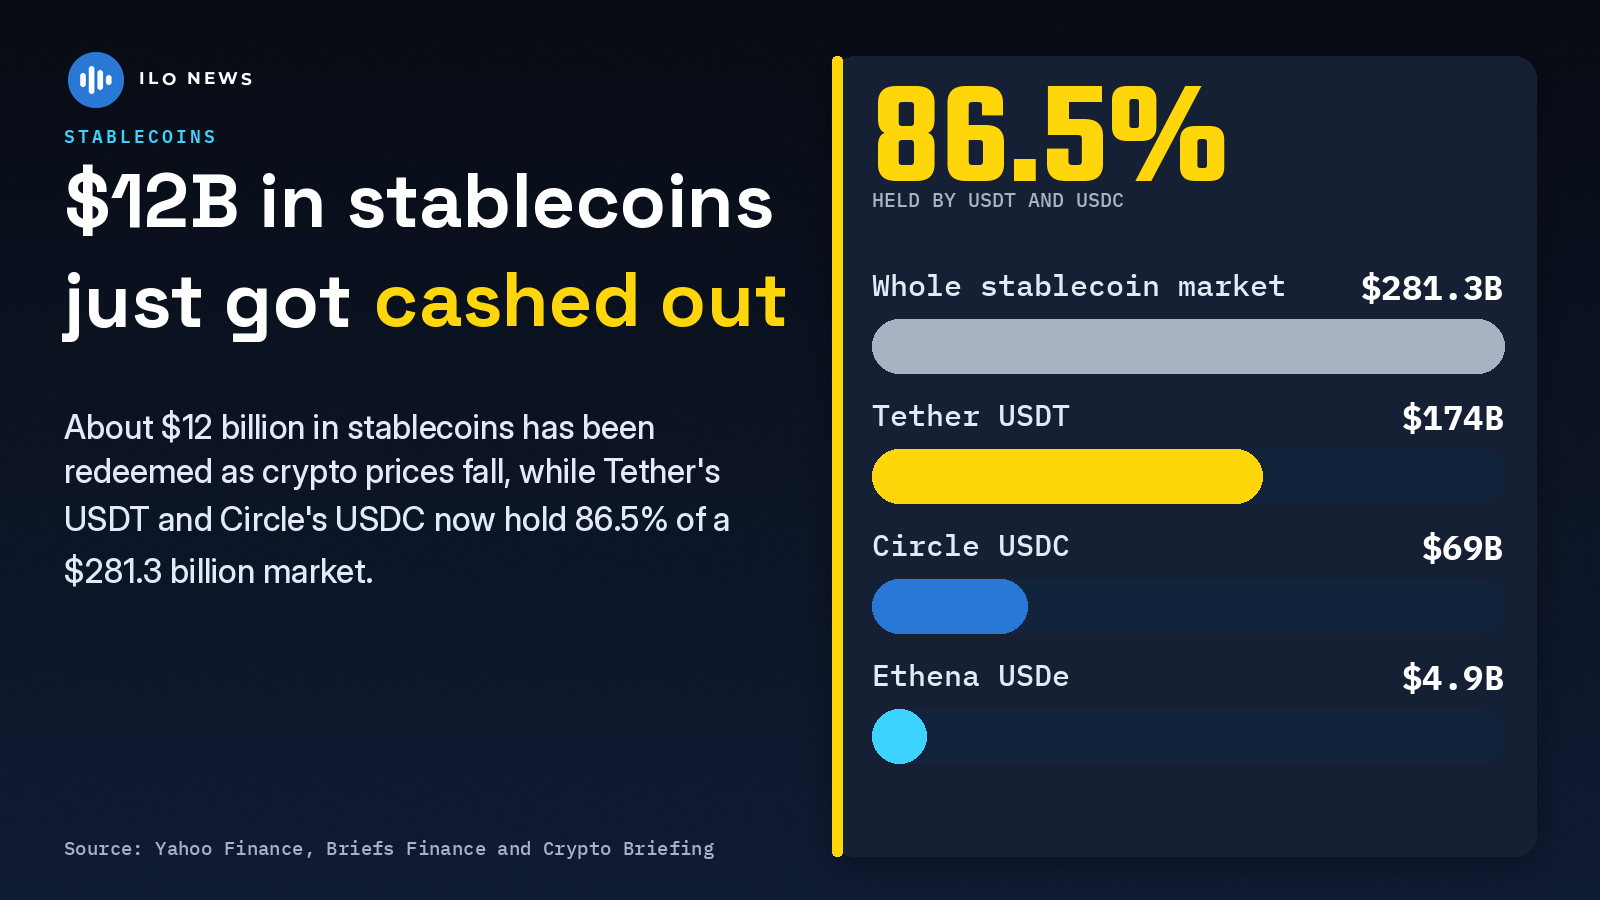 ILO NEWS
STABLECOINS
$12B in stablecoins
just got cashed out
About $12 billion in stablecoins has been
redeemed as crypto prices fall, while Tether's
USDT and Circle's USDC now hold 86.5% of a
$281.3 billion market.
Source: Yahoo Finance, Briefs Finance and Crypto Briefing
86.5%
HELD BY USDT AND USDC
Whole stablecoin market $281.3B
Tether USDT $174B
Circle USDC $69B
Ethena USDe $4.9B